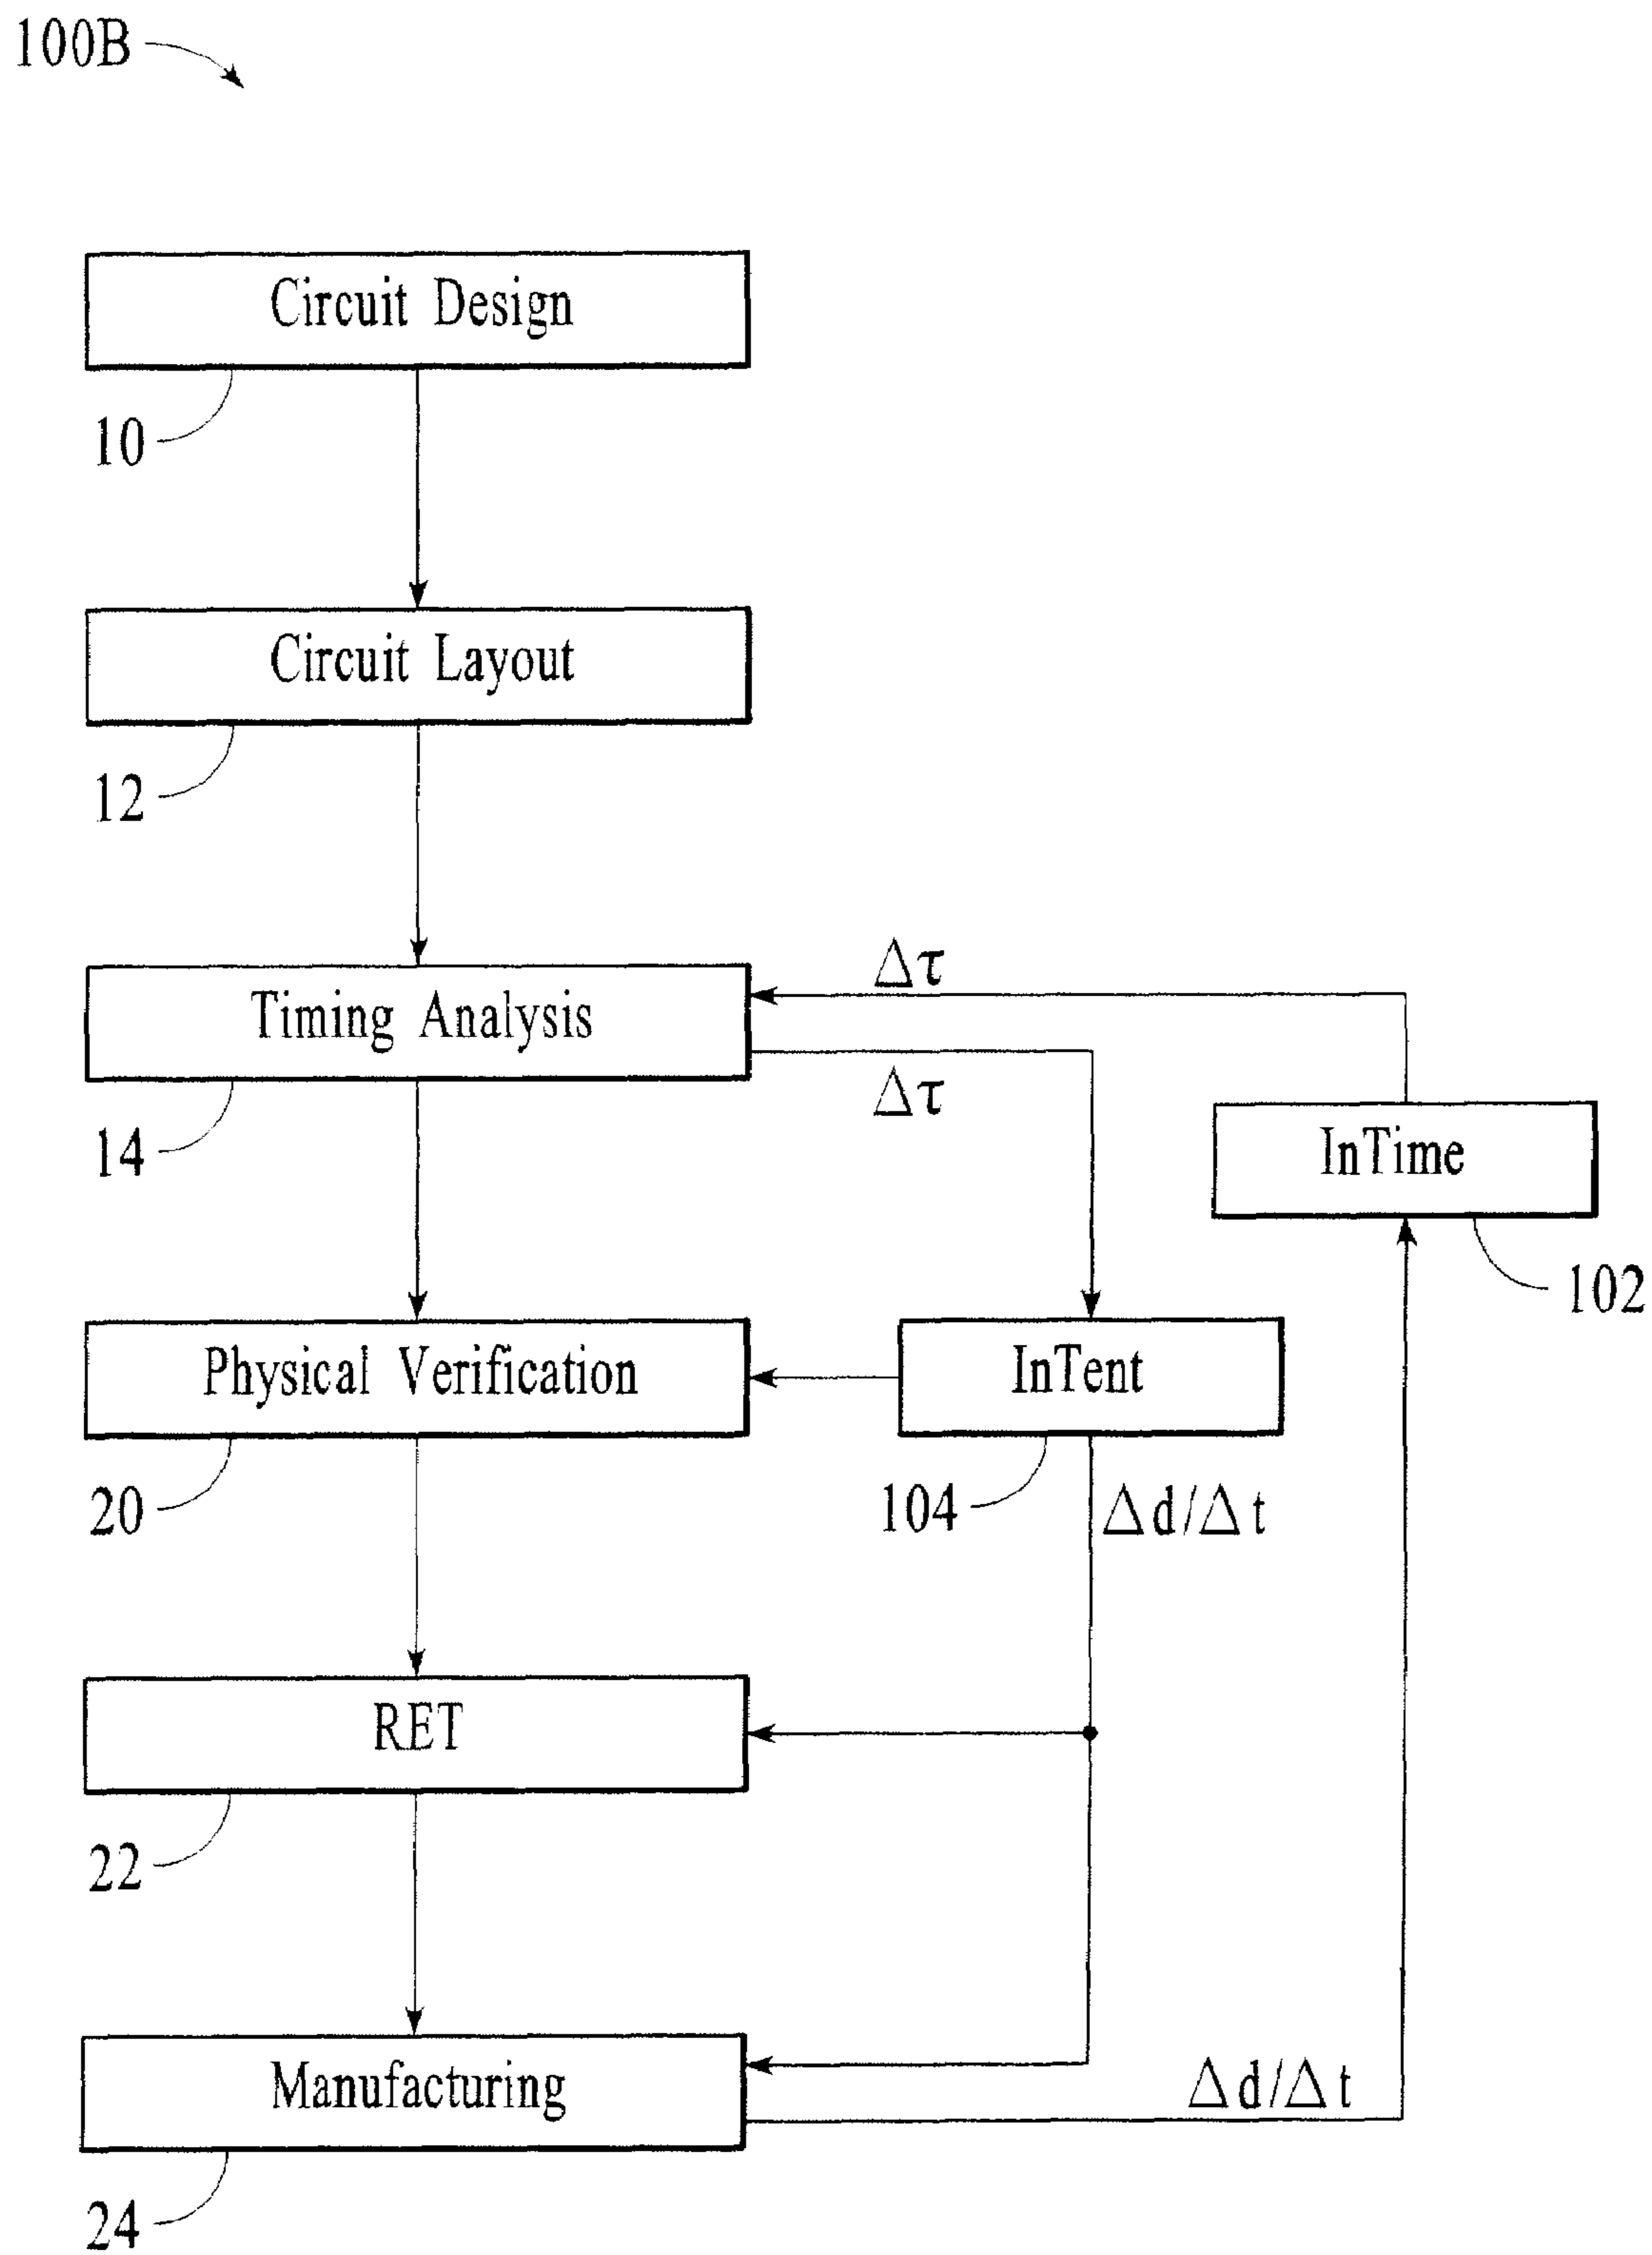 100B
Circuit Design
10
Circuit Layout
12
Δτ
Timing Analysis
Δτ
14
InTime
102
Physical Verification
InTent
20
104
Δd/Δt
RET
22
Manufacturing
Δd/Δt
24